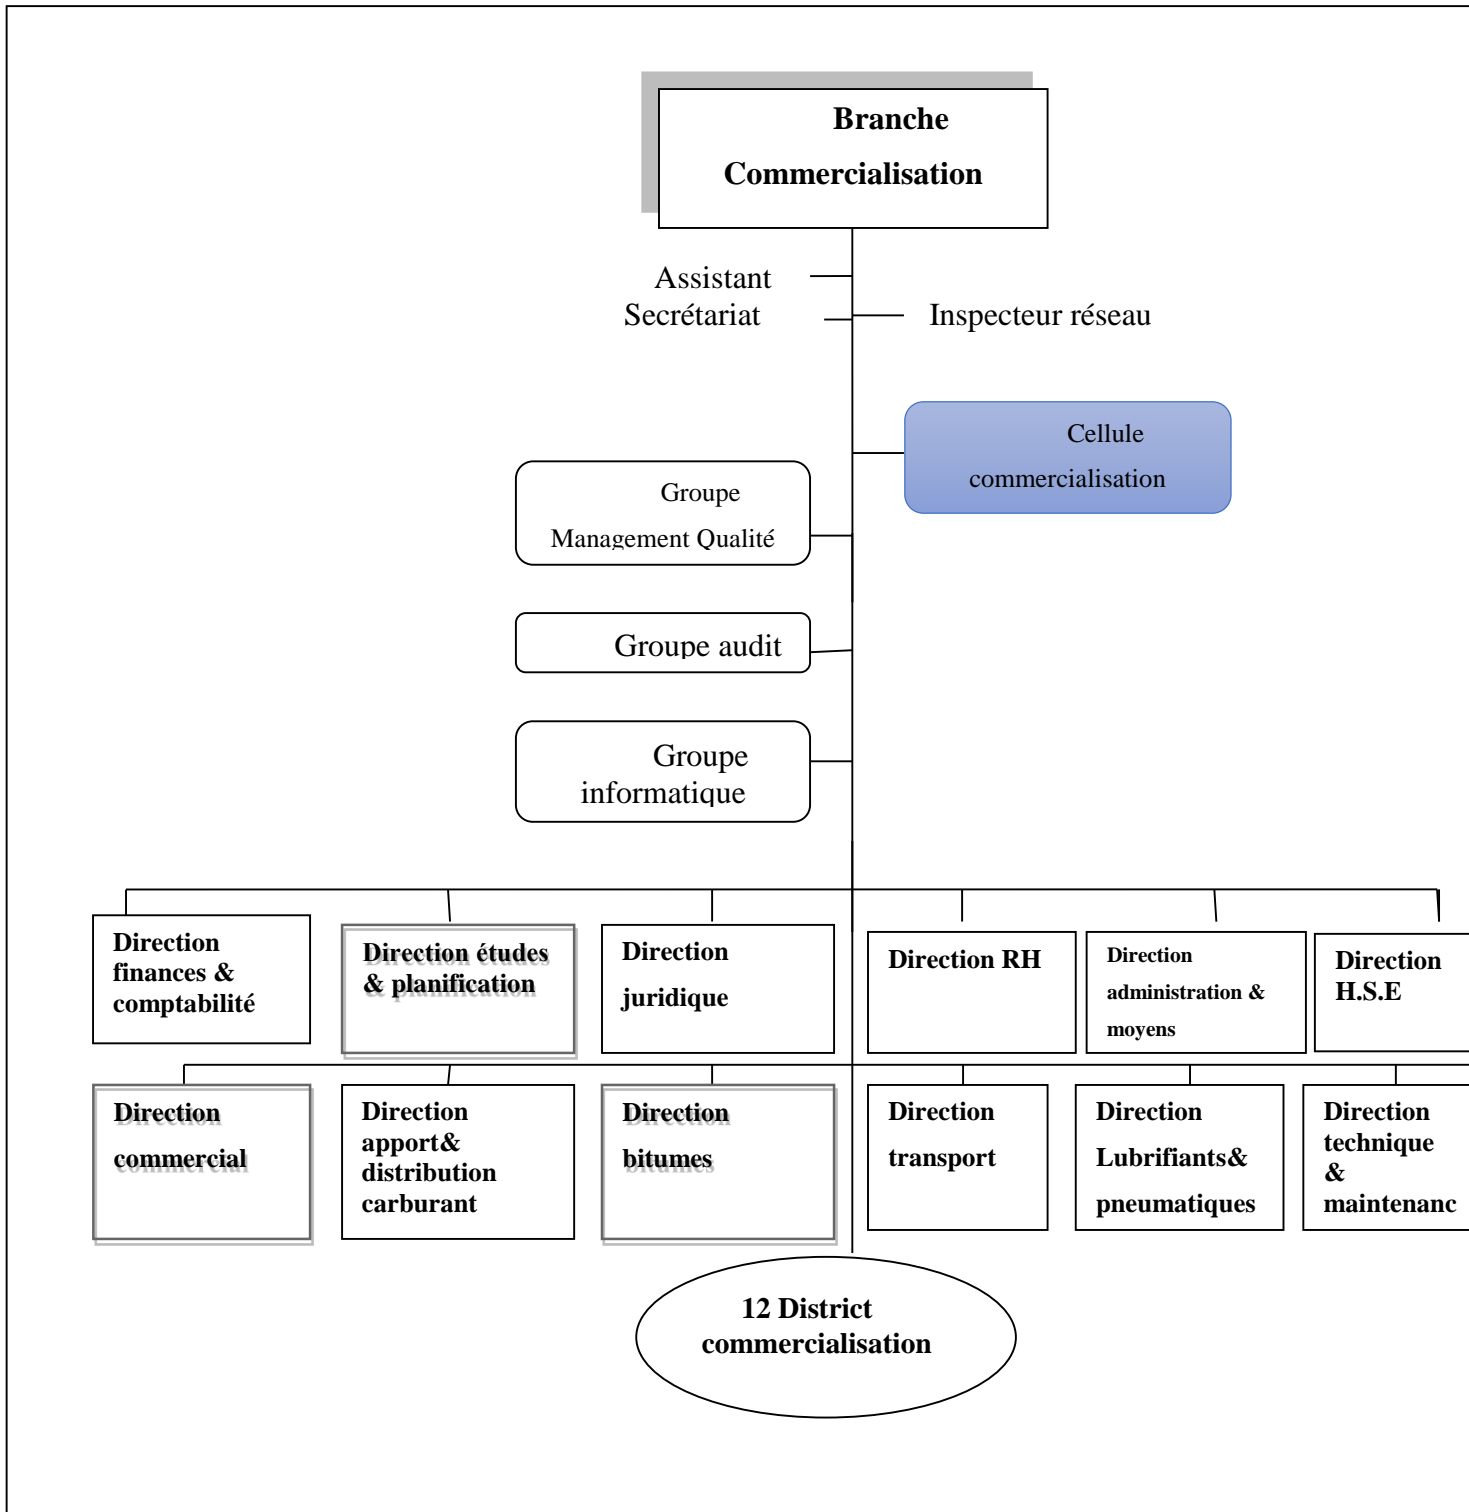 Branche
Commercialisation
Assistant
Secrétariat
Inspecteur réseau
Cellule
commercialisation
Groupe
Management Qualité
Groupe audit
Groupe
informatique
Direction
finances &
comptabilité
Direction études
& planification
Direction
juridique
Direction RH
Direction
administration &
moyens
Direction
H.S.E
Direction
commercial
Direction
apport&
distribution
carburant
Direction
bitumes
Direction
transport
Direction
Lubrifiants&
pneumatiques
Direction
technique
&
maintenanc
12 District
commercialisation